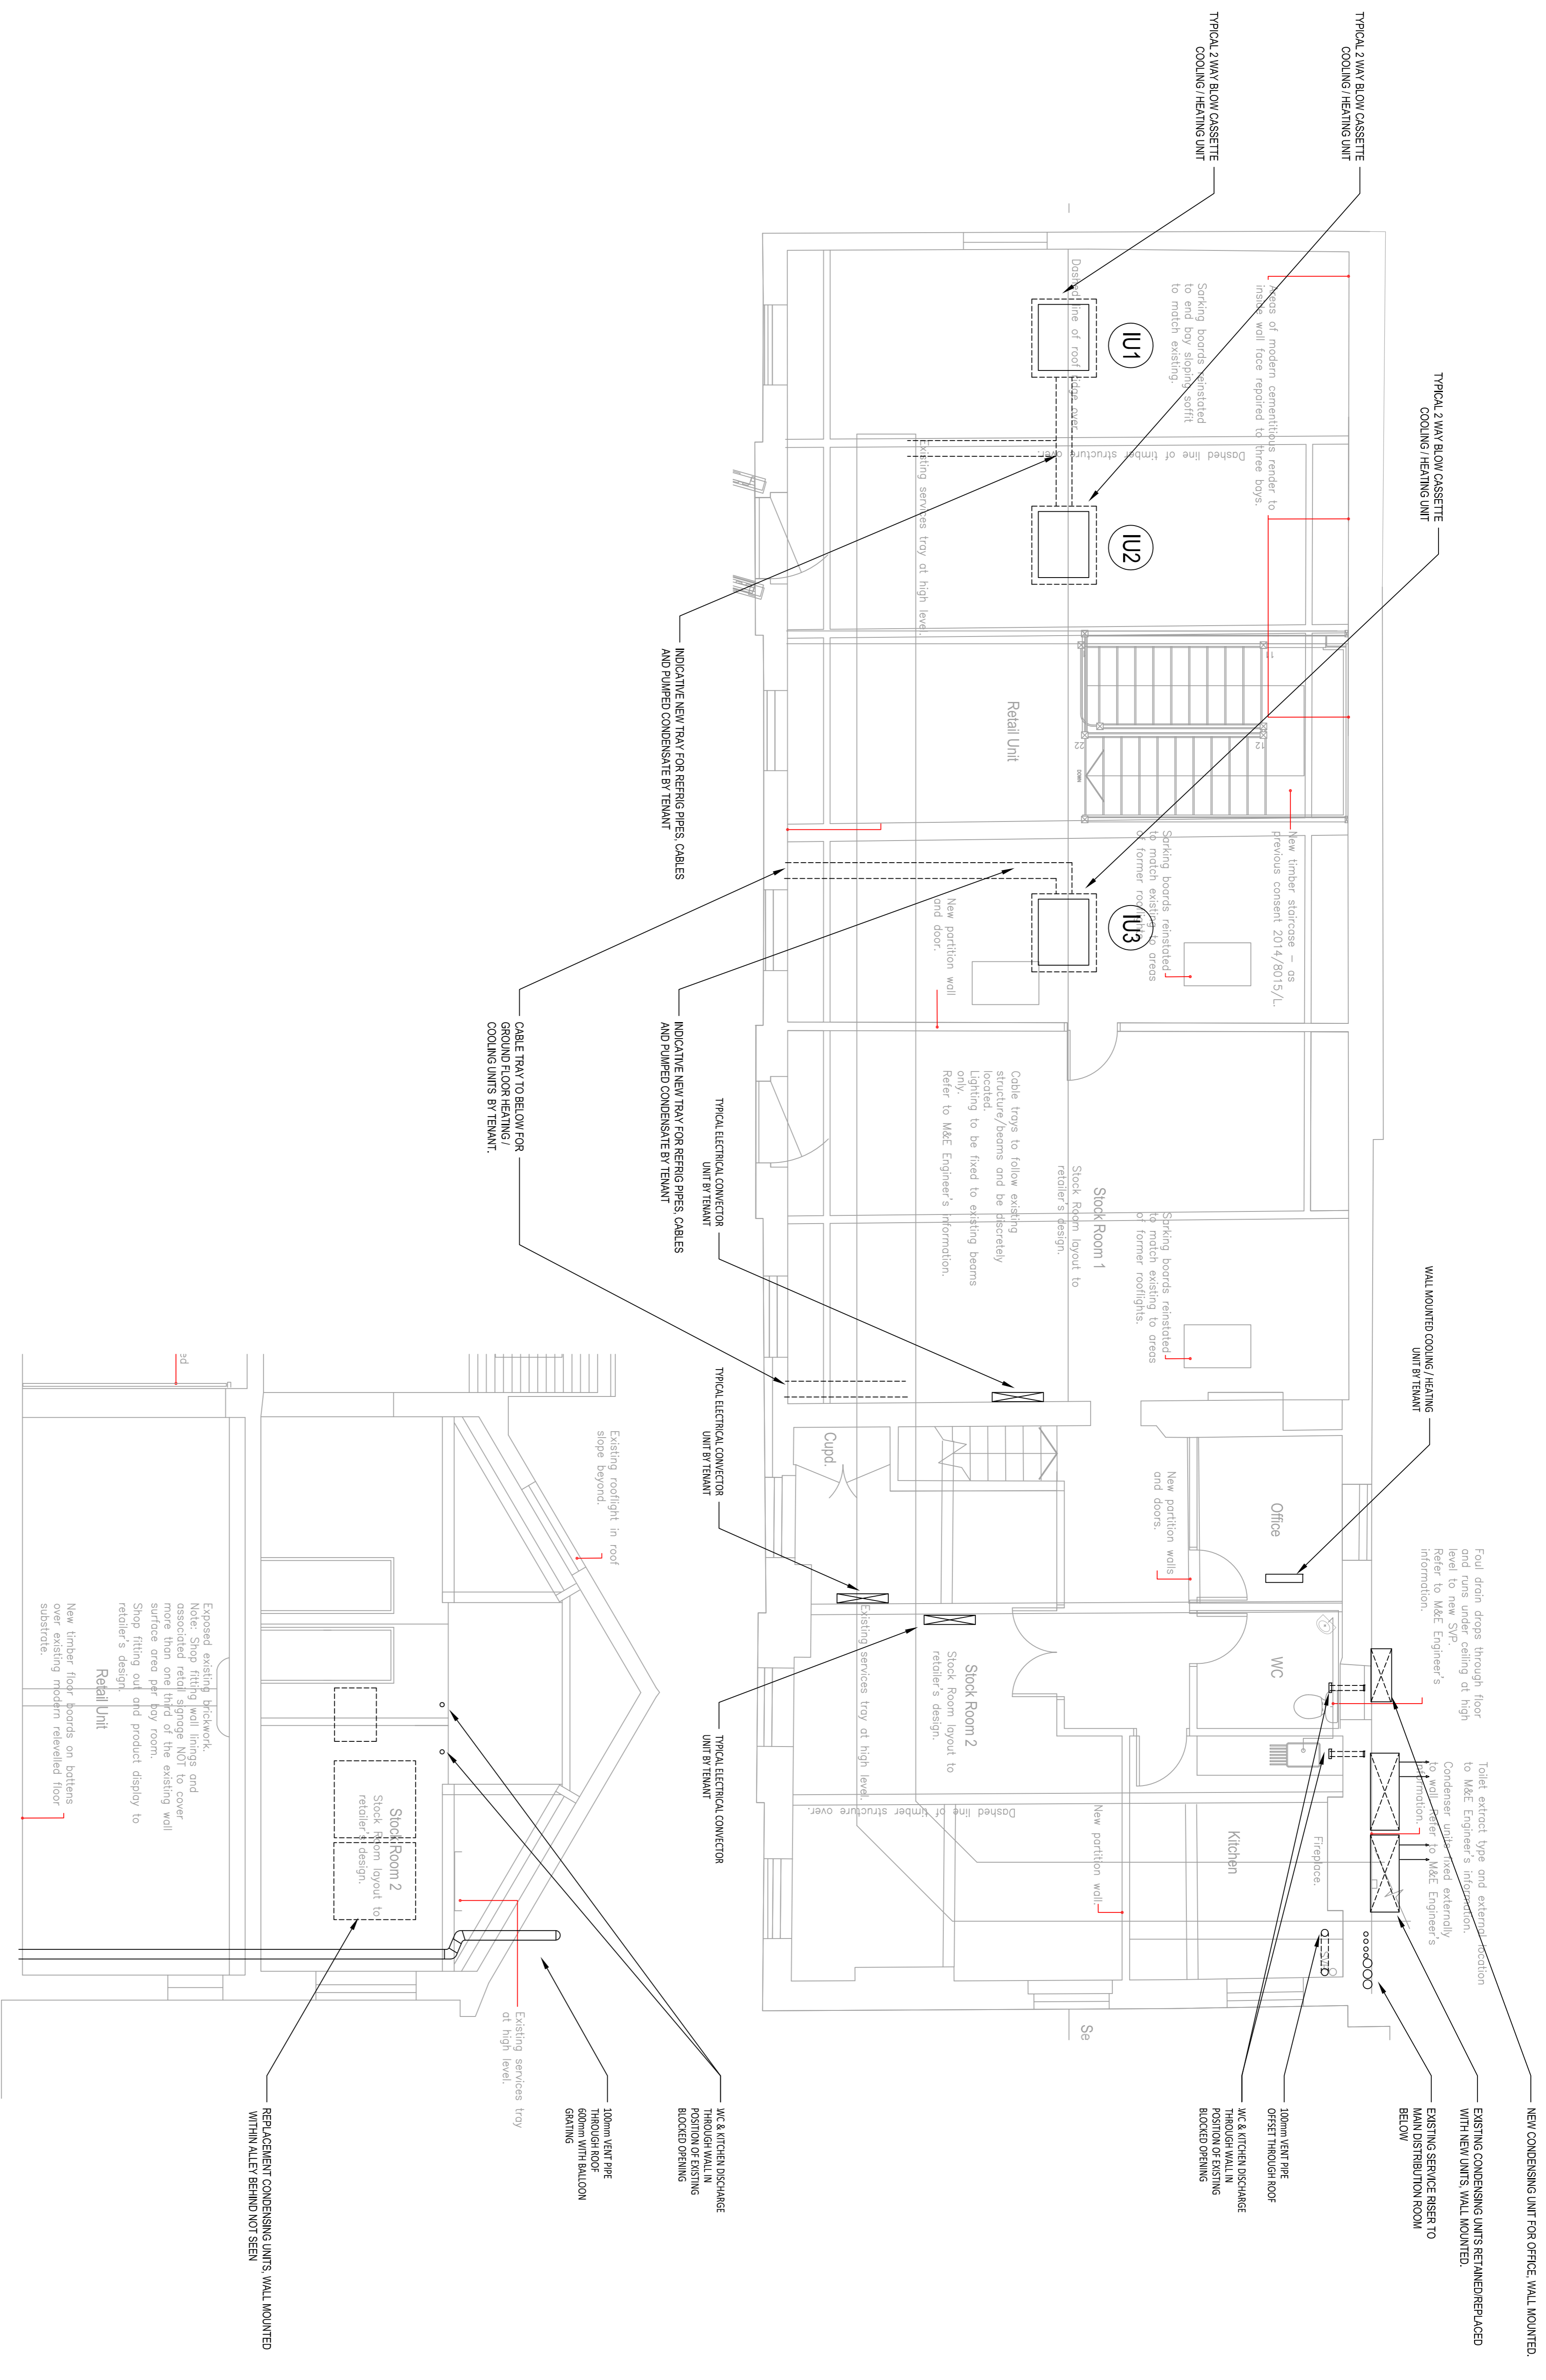 TYPICAL 2 WAY BLOW CASSETTE
COOLING / HEATING UNIT
TYPICAL 2 WAY BLOW CASSETTE
COOLING / HEATING UNIT
TYPICAL 2 WAY BLOW CASSETTE
COOLING / HEATING UNIT
WALL MOUNTED COOLING / HEATING
UNIT BY TENANT
NEW CONDENSING UNIT FOR OFFICE, WALL MOUNTED.
EXISTING CONDENSING UNITS RETAINED/REPLACED
WITH NEW UNITS, WALL MOUNTED.
EXISTING SERVICE RISER TO
MAIN DISTRIBUTION ROOM
BELOW
100mm VENT PIPE
OFFSET THROUGH ROOF
WC & KITCHEN DISCHARGE
THROUGH WALL IN
POSITION OF EXISTING
BLOCKED OPENING
Foul drain drops through floor
and runs under ceiling at high
level to new SVP.
Refer to M&E Engineer's
information.
Toilet extract type and external location
to M&E Engineer's information.
Condenser units fixed externally
to wall. Refer to M&E Engineer's
information.
Areas of modern cementitious render to
inside wall face repaired to three bays.
Sarking boards reinstated
to end bay sloping soffit
to match existing.
IU1
IU2
IU3
Dashed line of roof ridge over.
Dashed line of timber structure over.
Existing services tray at high level.
Retail Unit
12
22
DOWN
New timber staircase – as
previous consent 2014/8015/L.
Sarking boards reinstated
to match existing to areas
of former rooflights.
New partition wall
and door.
Cable trays to follow existing
structure/beams and be discretely
located.
Lighting to be fixed to existing beams
only.
Refer to M&E Engineer's information.
Stock Room 1
Stock Room layout to
retailer's design.
Sarking boards reinstated
to match existing to areas
of former rooflights.
Office
New partition walls
and doors.
Cupd.
WC
Kitchen
Fireplace.
New partition wall.
Stock Room 2
Stock Room layout to
retailer's design.
Existing services tray at high level.
Dashed line of timber structure over.
Se
INDICATIVE NEW TRAY FOR REFRIG PIPES, CABLES
AND PUMPED CONDENSATE BY TENANT
INDICATIVE NEW TRAY FOR REFRIG PIPES, CABLES
AND PUMPED CONDENSATE BY TENANT
CABLE TRAY TO BELOW FOR
GROUND FLOOR HEATING /
COOLING UNITS BY TENANT.
TYPICAL ELECTRICAL CONVECTOR
UNIT BY TENANT
TYPICAL ELECTRICAL CONVECTOR
UNIT BY TENANT
TYPICAL ELECTRICAL CONVECTOR
UNIT BY TENANT
WC & KITCHEN DISCHARGE
THROUGH WALL IN
POSITION OF EXISTING
BLOCKED OPENING
100mm VENT PIPE
THROUGH ROOF
600mm WITH BALLOON
GRATING
REPLACEMENT CONDENSING UNITS, WALL MOUNTED
WITHIN ALLEY BEHIND NOT SEEN
Existing rooflight in roof
slope beyond.
Existing services tray
at high level.
Stock Room 2
Stock Room layout to
retailer's design.
Exposed existing brickwork.
Note: Shop fitting wall linings and
associated retail signage NOT to cover
more than one third of the existing wall
surface area per bay room.
Shop fitting out and product display to
retailer's design.
Retail Unit
New timber floor boards on battens
over existing modern relevelled floor
substrate.
ed